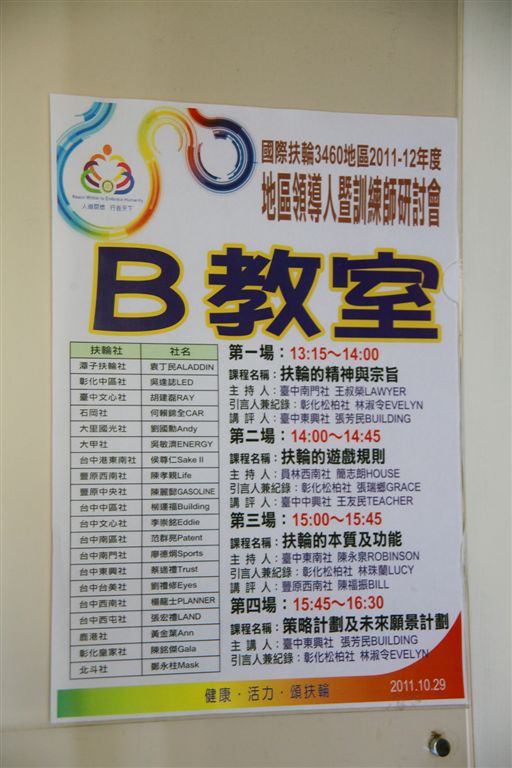 Reach Within to Embrace Humanity
人道關懷 行善天下
國際扶輪3460地區2011-12年度
地區領導人暨訓練師研討會
B教室
扶輪社 社名
潭子扶輪社 袁丁民ALADDIN
彰化中區社 吳達誌LED
臺中文心社 胡建磊RAY
石岡社 何賴錦全CAR
大里國光社 劉國勳Andy
大甲社 吳敏濟ENERGY
台中港東南社 侯尊仁Sake II
豐原西南社 陳孝親Life
豐原中央社 陳麗卿GASOLINE
台中中區社 柳瓊福Building
台中文心社 李崇銘Eddie
台中南區社 范群亮Patent
台中南門社 廖德炯Sports
台中東興社 蔡適禮Trust
台中台美社 劉禮修Eyes
台中西南社 楊龍士PLANNER
台中西屯社 張宏禮LAND
鹿港社 黃金葉Ann
彰化皇家社 陳銘傑Gala
北斗社 鄭永柱Mask
第一場：13:15～14:00
課程名稱：扶輪的精神與宗旨
主 持 人：臺中南門社 王叔榮LAWYER
引言人兼紀錄：彰化松柏社 林淑令EVELYN
講 評 人：臺中東興社 張芳民BUILDING
第二場：14:00～14:45
課程名稱：扶輪的遊戲規則
主 持 人：員林西南社 簡志朗HOUSE
引言人兼紀錄：彰化松柏社 張瑞娜GRACE
講 評 人：臺中中興社 王友民TEACHER
第三場：15:00～15:45
課程名稱：扶輪的本質及功能
主 持 人：臺中東南社 陳永泉ROBINSON
引言人兼紀錄：彰化松柏社 林珠蘭LUCY
講 評 人：豐原西南社 陳福振BILL
第四場：15:45～16:30
課程名稱：策略計劃及未來願景計劃
主 講 人：臺中東興社 張芳民BUILDING
引言人兼紀錄：彰化松柏社 林淑令EVELYN
健康．活力．頌扶輪
2011.10.29